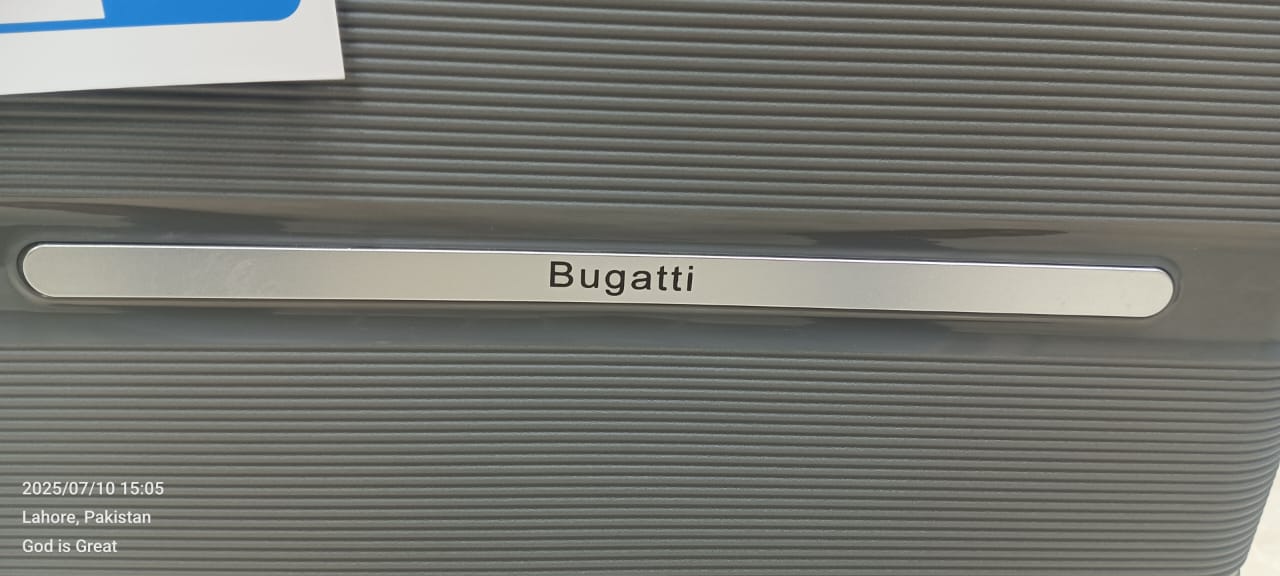 Bugatti
2025/07/10 15:05
Lahore, Pakistan
God is Great